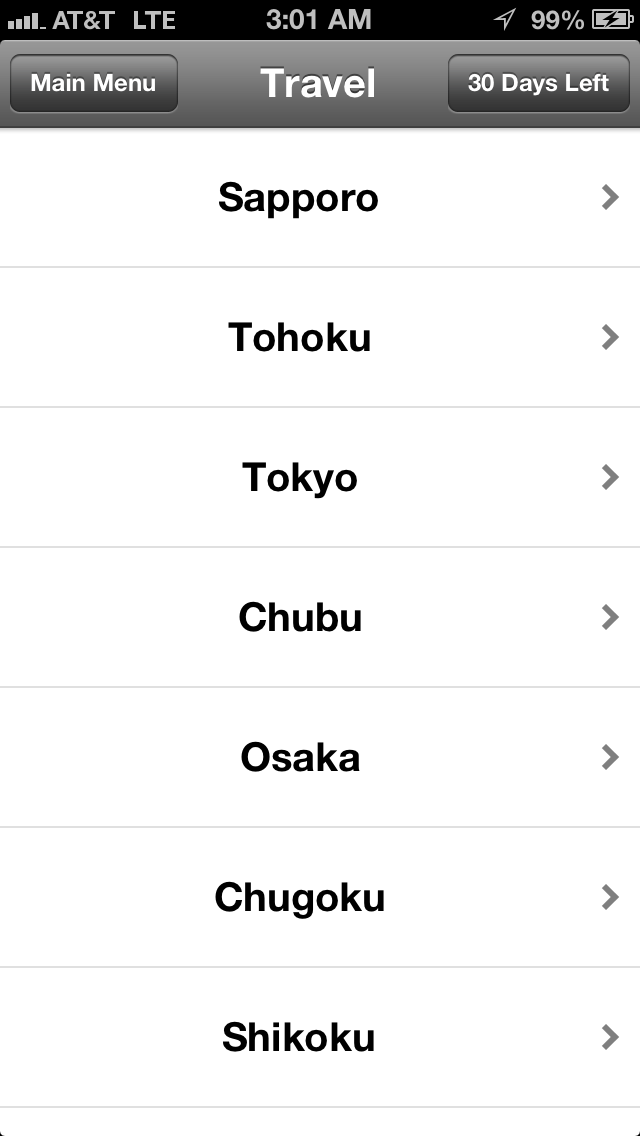 AT&T LTE 3:01 AM 99%
Main Menu Travel 30 Days Left
Sapporo
Tohoku
Tokyo
Chubu
Osaka
Chugoku
Shikoku